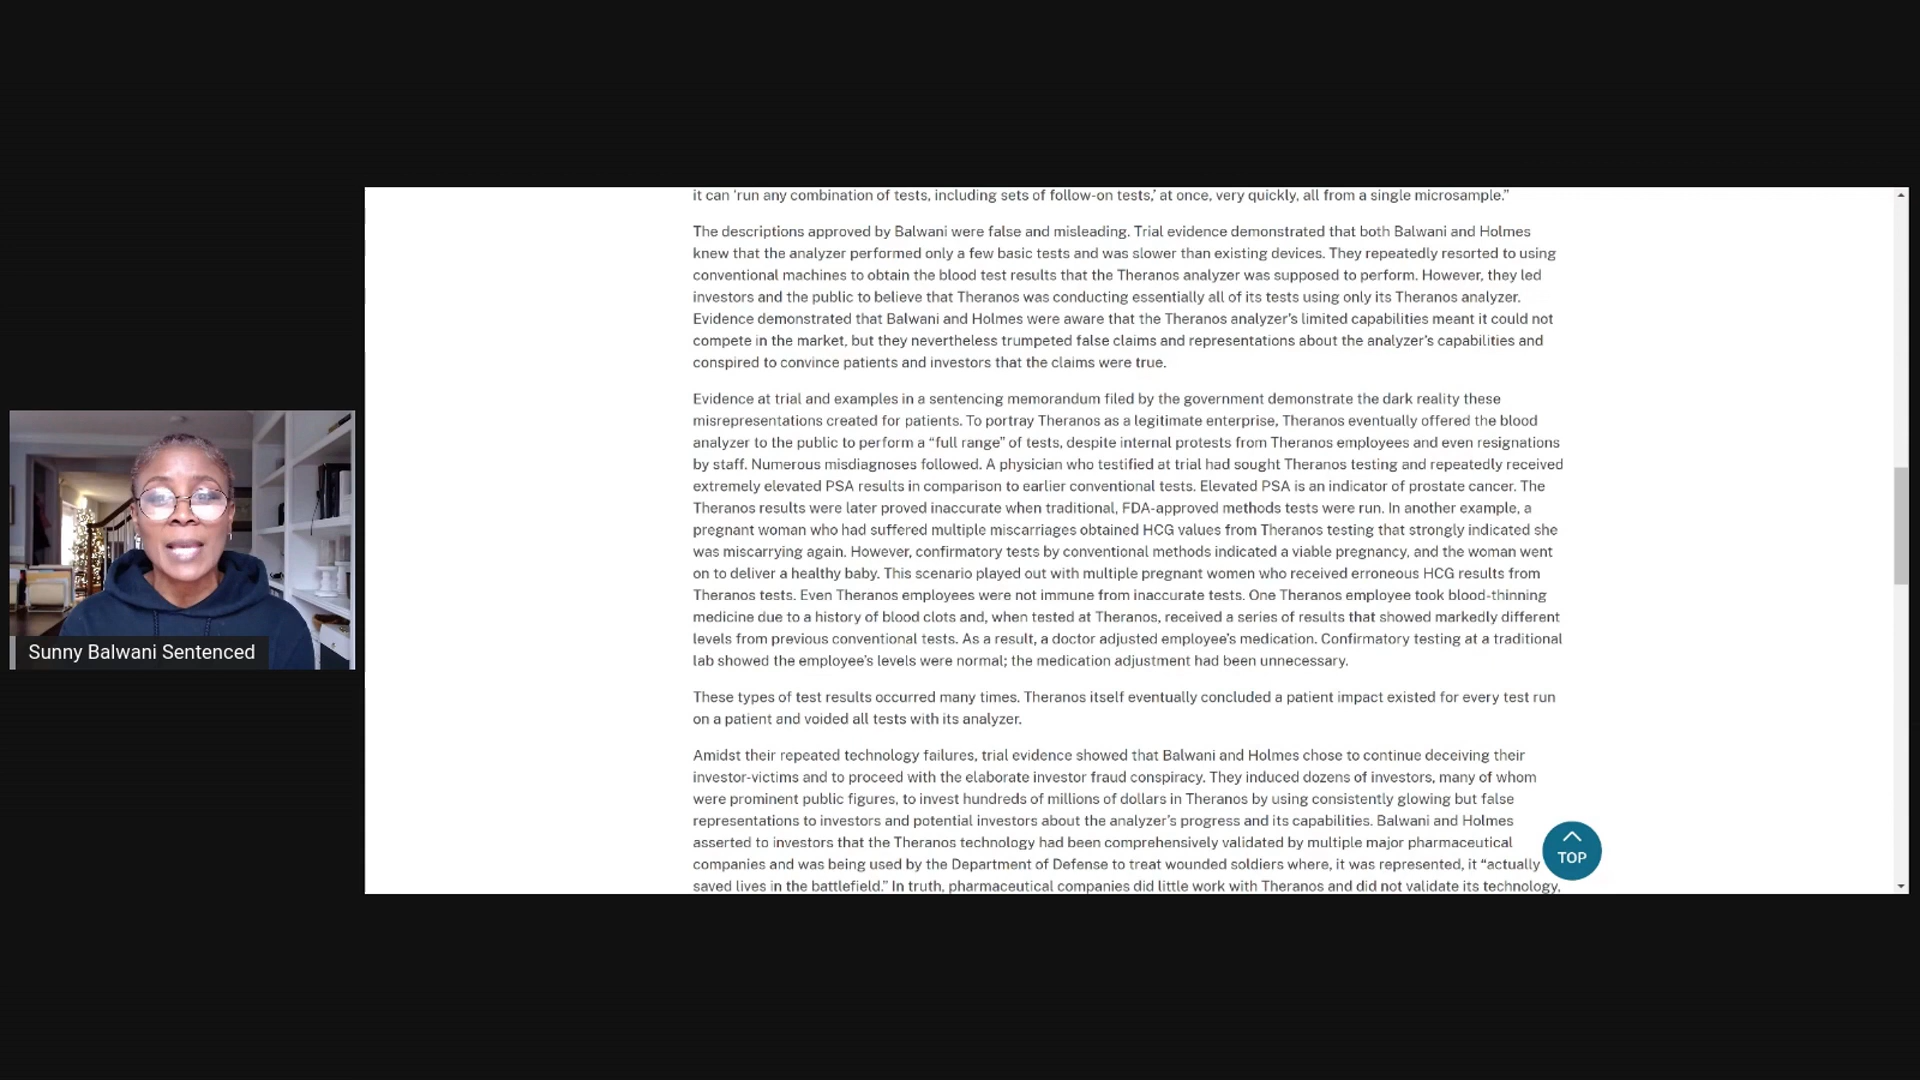 it can ‘run any combination of tests, including sets of follow-on tests,’ at once, very quickly, all from a single microsample.”
The descriptions approved by Balwani were false and misleading. Trial evidence demonstrated that both Balwani and Holmes
knew that the analyzer performed only a few basic tests and was slower than existing devices. They repeatedly resorted to using
conventional machines to obtain the blood test results that the Theranos analyzer was supposed to perform. However, they led
investors and the public to believe that Theranos was conducting essentially all of its tests using only its Theranos analyzer.
Evidence demonstrated that Balwani and Holmes were aware that the Theranos analyzer’s limited capabilities meant it could not
compete in the market, but they nevertheless trumpeted false claims and representations about the analyzer’s capabilities and
conspired to convince patients and investors that the claims were true.
Evidence at trial and examples in a sentencing memorandum filed by the government demonstrate the dark reality these
misrepresentations created for patients. To portray Theranos as a legitimate enterprise, Theranos eventually offered the blood
analyzer to the public to perform a “full range” of tests, despite internal protests from Theranos employees and even resignations
by staff. Numerous misdiagnoses followed. A physician who testified at trial had sought Theranos testing and repeatedly received
extremely elevated PSA results in comparison to earlier conventional tests. Elevated PSA is an indicator of prostate cancer. The
Theranos results were later proved inaccurate when traditional, FDA-approved methods tests were run. In another example, a
pregnant woman who had suffered multiple miscarriages obtained HCG values from Theranos testing that strongly indicated she
was miscarrying again. However, confirmatory tests by conventional methods indicated a viable pregnancy, and the woman went
on to deliver a healthy baby. This scenario played out with multiple pregnant women who received erroneous HCG results from
Theranos tests. Even Theranos employees were not immune from inaccurate tests. One Theranos employee took blood-thinning
medicine due to a history of blood clots and, when tested at Theranos, received a series of results that showed markedly different
levels from previous conventional tests. As a result, a doctor adjusted employee’s medication. Confirmatory testing at a traditional
lab showed the employee’s levels were normal; the medication adjustment had been unnecessary.
These types of test results occurred many times. Theranos itself eventually concluded a patient impact existed for every test run
on a patient and voided all tests with its analyzer.
Amidst their repeated technology failures, trial evidence showed that Balwani and Holmes chose to continue deceiving their
investor-victims and to proceed with the elaborate investor fraud conspiracy. They induced dozens of investors, many of whom
were prominent public figures, to invest hundreds of millions of dollars in Theranos by using consistently glowing but false
representations to investors and potential investors about the analyzer’s progress and its capabilities. Balwani and Holmes
asserted to investors that the Theranos technology had been comprehensively validated by multiple major pharmaceutical
companies and was being used by the Department of Defense to treat wounded soldiers where, it was represented, it “actually
saved lives in the battlefield.” In truth, pharmaceutical companies did little work with Theranos and did not validate its technology,
TOP
Sunny Balwani Sentenced